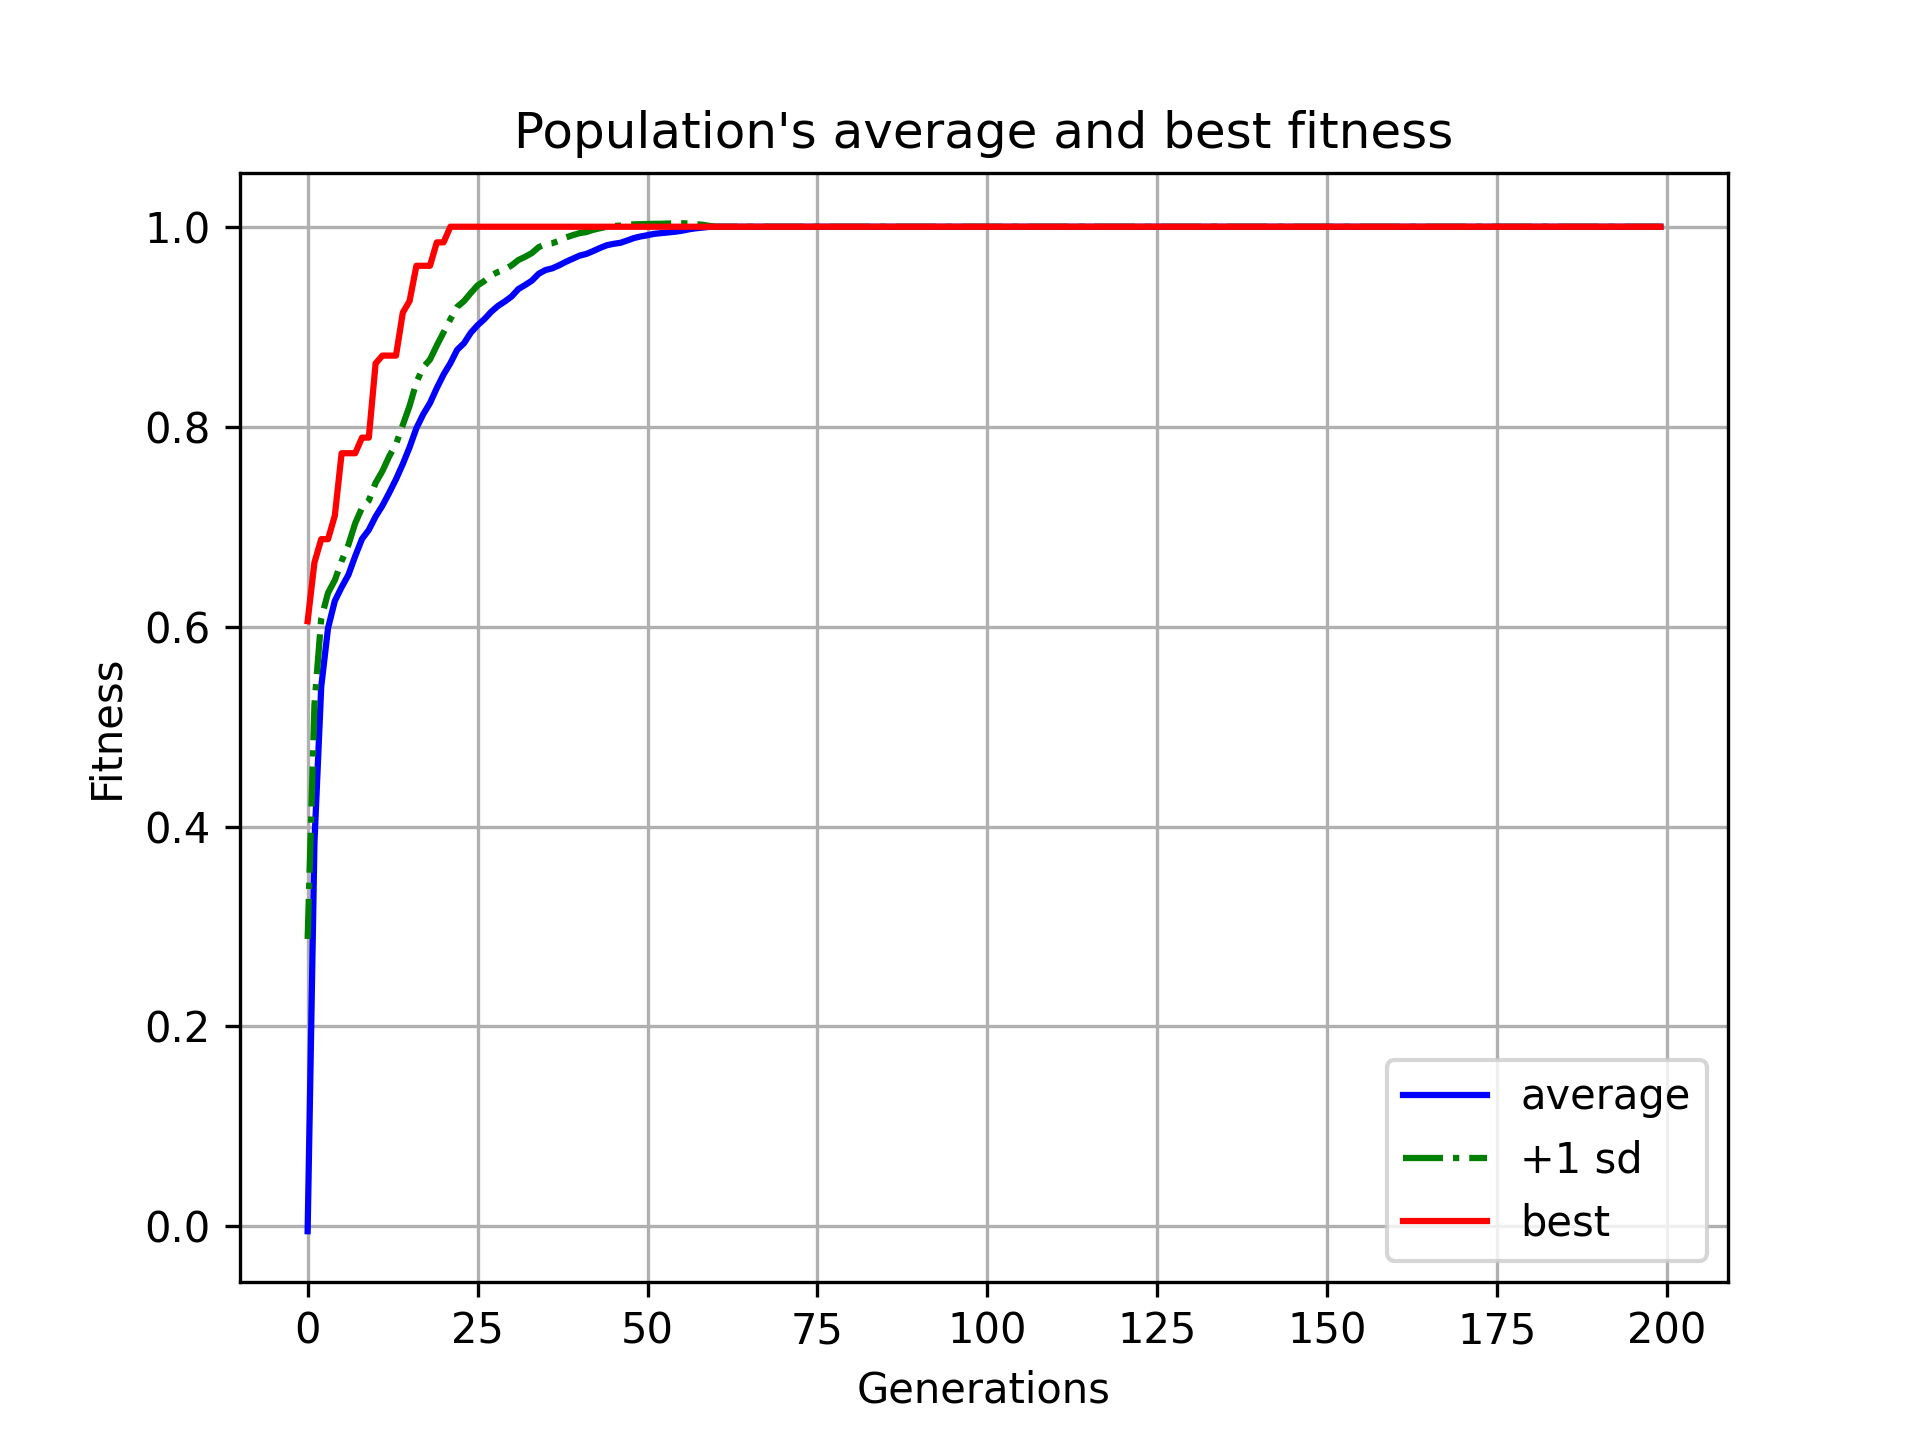 Population's average and best fitness
1.0
0.8
0.6
0.4
0.2
0.0
Fitness
0 25 50 75 100 125 150 175 200
Generations
average
+1 sd
best